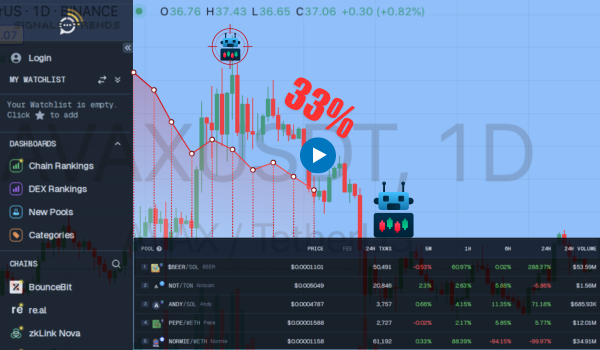 rUS · 1D · BINANCE
O36.76 H37.43 L36.65 C37.06 +0.30 (+0.82%)
SIGNAL TRENDS
.07
Login
MY WATCHLIST
Your Watchlist is empty.
Click to add
DASHBOARDS
Chain Rankings
DEX Rankings
New Pools
Categories
CHAINS
BounceBit
re.al
zkLink Nova
33%
AVAXUSDT, 1D
AVAX / Tether
POOL PRICE FEE 24H TXNS 5M 1H 6H 24H 24H VOLUME
1 $BEER/SOL BEER $0.0001101 50,491 -0.53% 60.97% 0.02% 288.37% $53.59M
2 NOT/TON Notcoin $0.005049 20,846 2.3% 2.63% 5.88% -6.86% $1.56M
3 ANDY/SOL Andy $0.0004787 3,757 0.66% 4.15% 11.35% 71.18% $685.93K
4 PEPE/WETH Pepe $0.00001588 2,727 -0.02% 2.17% 5.85% 5.77% $12.01M
5 NORMIE/WETH Normie $0.00001158 61,192 0.33% 88.39% -94.15% -99.97% $34.91M